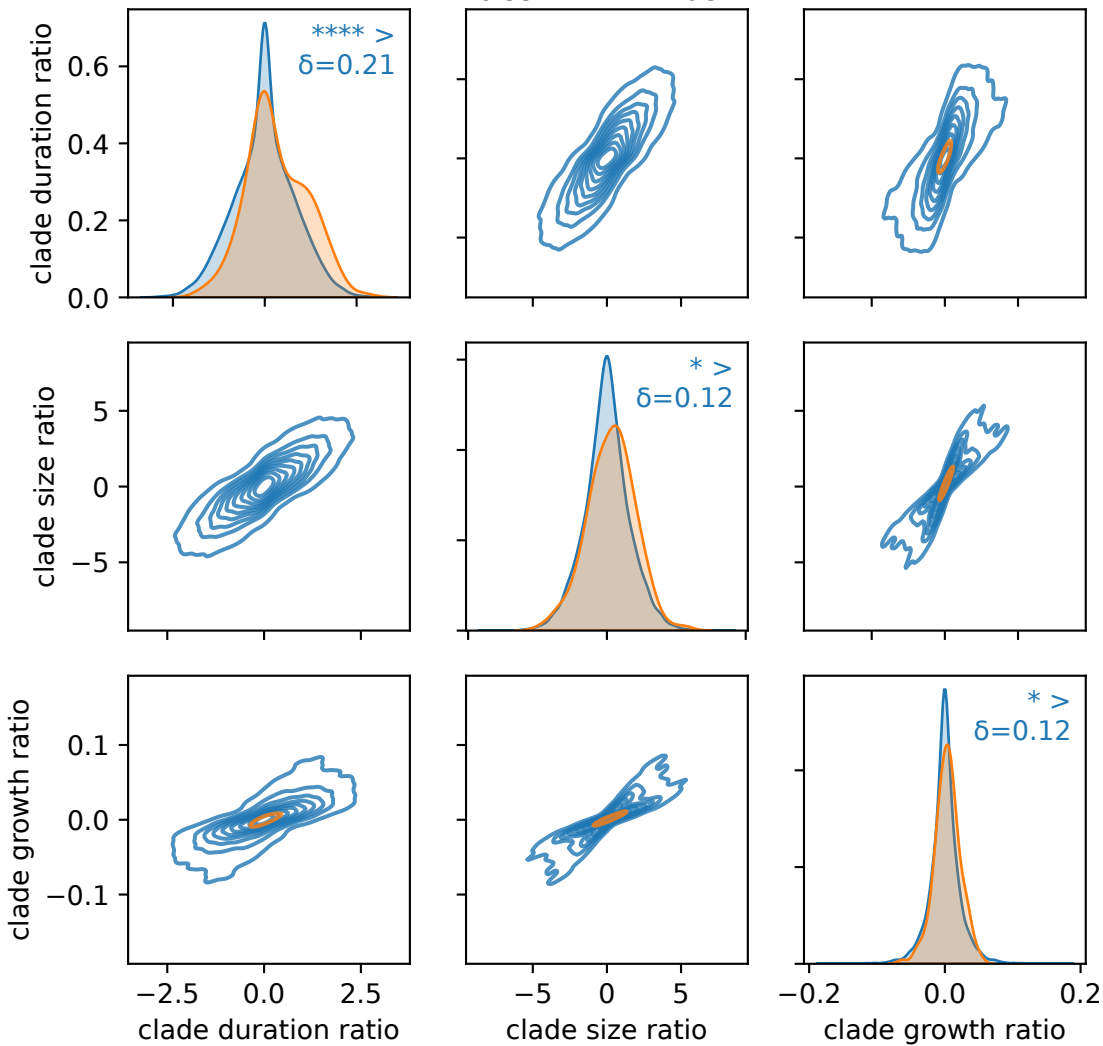 clade duration ratio
0.6
0.4
0.2
0.0
**** >
δ=0.21
clade size ratio
5
0
−5
* >
δ=0.12
clade growth ratio
0.1
0.0
−0.1
* >
δ=0.12
−2.5 0.0 2.5
−5 0 5
−0.2 0.0 0.2
clade duration ratio
clade size ratio
clade growth ratio